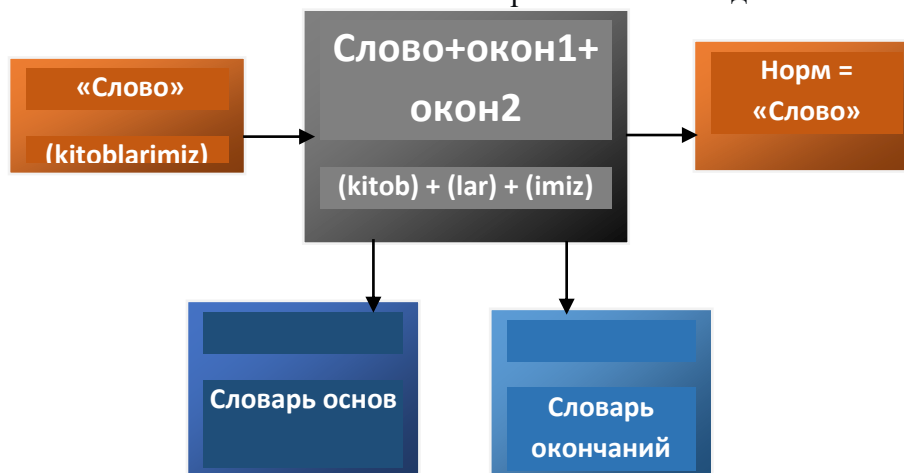 «Слово»
(kitoblarimiz)
Слово+окон1+
окон2
(kitob) + (lar) + (imiz)
Норм =
«Слово»
Словарь основ
Словарь
окончаний